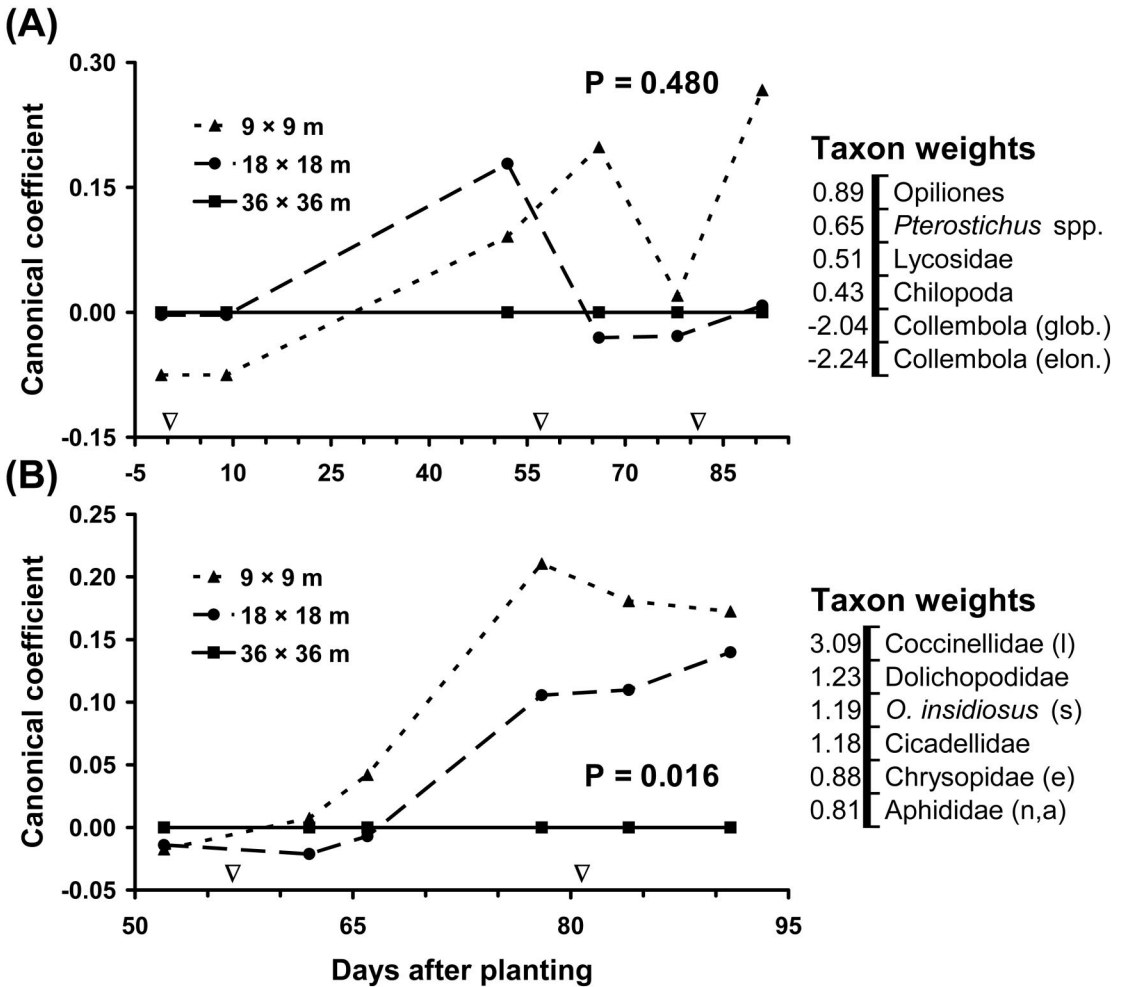 (A)
0.30
0.15
0.00
-0.15
Canonical coefficient
9 × 9 m
18 × 18 m
36 × 36 m
P = 0.480
-5 10 25 40 55 70 85
Taxon weights
0.89 Opiliones
0.65 Pterostichus spp.
0.51 Lycosidae
0.43 Chilopoda
-2.04 Collembola (glob.)
-2.24 Collembola (elon.)
(B)
0.25
0.20
0.15
0.10
0.05
0.00
-0.05
Canonical coefficient
9 × 9 m
18 × 18 m
36 × 36 m
P = 0.016
50 65 80 95
Days after planting
Taxon weights
3.09 Coccinellidae (l)
1.23 Dolichopodidae
1.19 O. insidiosus (s)
1.18 Cicadellidae
0.88 Chrysopidae (e)
0.81 Aphididae (n,a)